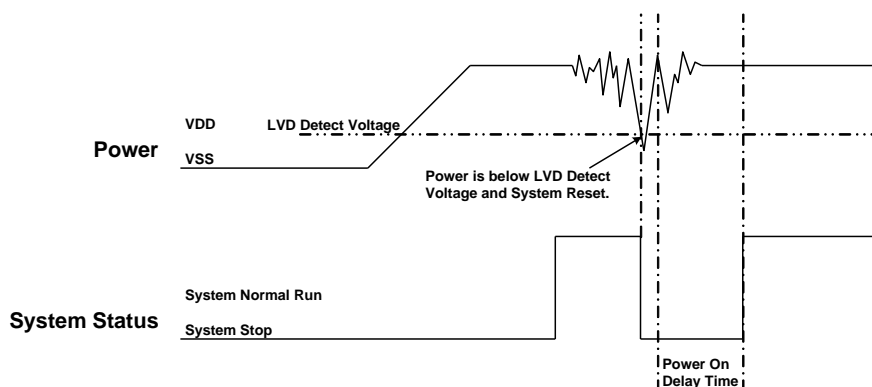 VDD
LVD Detect Voltage
Power
VSS
Power is below LVD Detect
Voltage and System Reset.
System Normal Run
System Status
System Stop
Power On
Delay Time